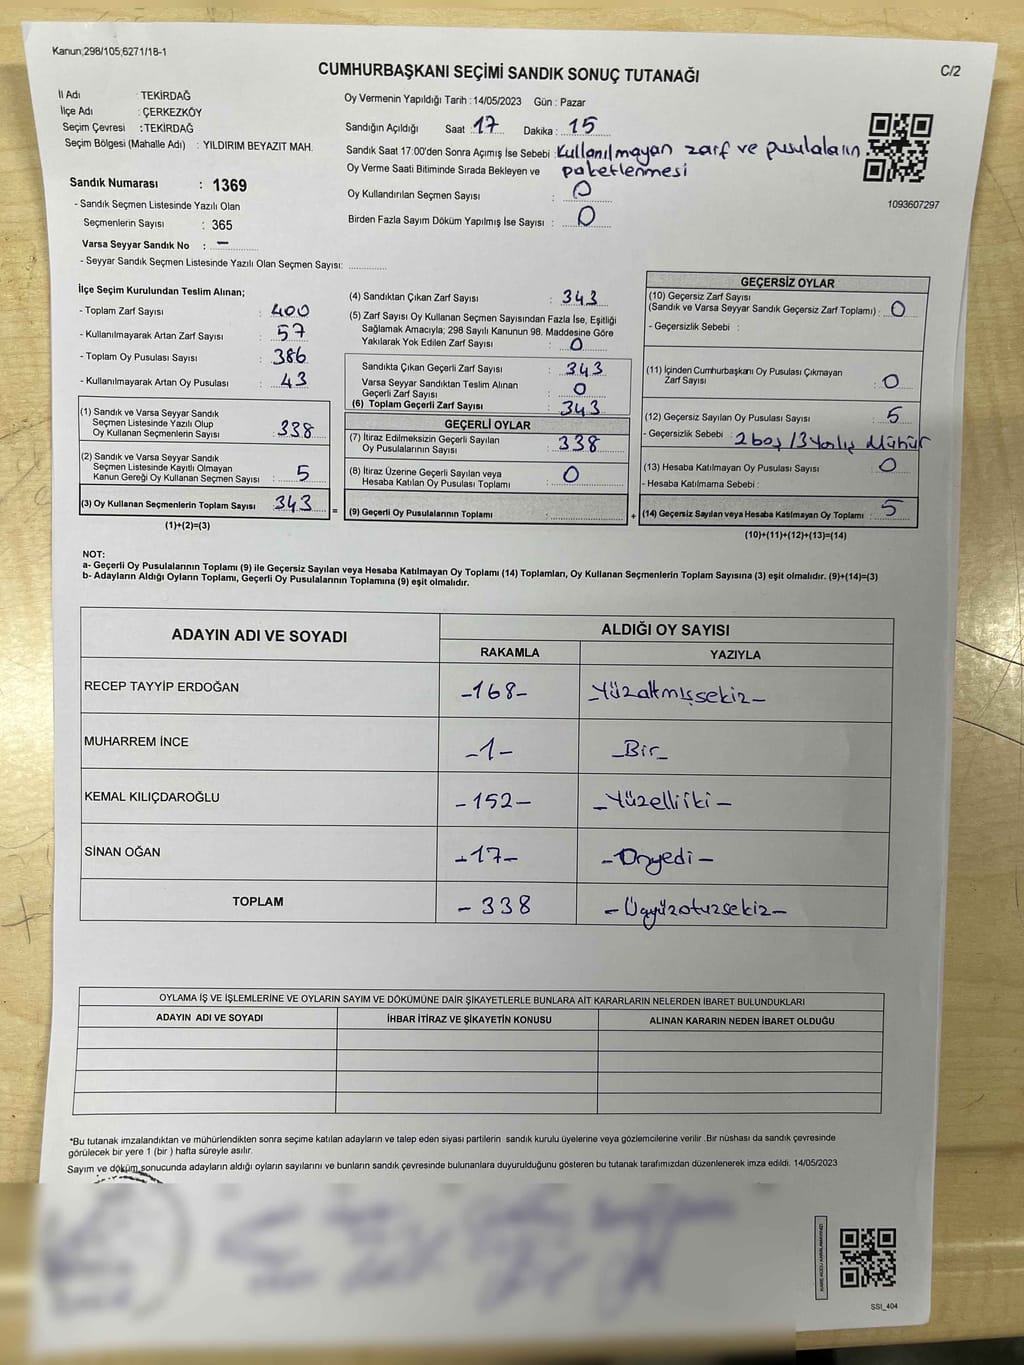 Kanun;298/105,6271/18-1
C/2
CUMHURBAŞKANI SEÇİMİ SANDIK SONUÇ TUTANAĞI
İl Adı : TEKİRDAĞ
İlçe Adı : ÇERKEZKÖY
Seçim Çevresi : TEKİRDAĞ
Seçim Bölgesi (Mahalle Adı) : YILDIRIM BEYAZIT MAH.
Sandık Numarası : 1369
- Sandık Seçmen Listesinde Yazılı Olan
Seçmenlerin Sayısı : 365
Varsa Seyyar Sandık No : –
- Seyyar Sandık Seçmen Listesinde Yazılı Olan Seçmen Sayısı: ..............
Oy Vermenin Yapıldığı Tarih : 14/05/2023 Gün : Pazar
Sandığın Açıldığı Saat 17 Dakika : 15
Sandık Saat 17:00'den Sonra Açımış İse Sebebi : Kullanılmayan zarf ve pusulaların
Oy Verme Saati Bitiminde Sırada Bekleyen ve paketlenmesi
Oy Kullandırılan Seçmen Sayısı : 0
Birden Fazla Sayım Döküm Yapılmış İse Sayısı : 0
1093607297
İlçe Seçim Kurulundan Teslim Alınan;
- Toplam Zarf Sayısı : 400
- Kullanılmayarak Artan Zarf Sayısı : 57
- Toplam Oy Pusulası Sayısı : 386
- Kullanılmayarak Artan Oy Pusulası : 43
(1) Sandık ve Varsa Seyyar Sandık
Seçmen Listesinde Yazılı Olup
Oy Kullanan Seçmenlerin Sayısı : 338
(2) Sandık ve Varsa Seyyar Sandık
Seçmen Listesinde Kayıtlı Olmayan
Kanun Gereği Oy Kullanan Seçmen Sayısı : 5
(3) Oy Kullanan Seçmenlerin Toplam Sayısı : 343
(1)+(2)=(3)
=
(4) Sandıktan Çıkan Zarf Sayısı : 343
(5) Zarf Sayısı Oy Kullanan Seçmen Sayısından Fazla İse, Eşitliği
Sağlamak Amacıyla; 298 Sayılı Kanunun 98. Maddesine Göre
Yakılarak Yok Edilen Zarf Sayısı : 0
Sandıkta Çıkan Geçerli Zarf Sayısı : 343
Varsa Seyyar Sandıktan Teslim Alınan
Geçerli Zarf Sayısı : 0
(6) Toplam Geçerli Zarf Sayısı : 343
GEÇERLİ OYLAR
(7) İtiraz Edilmeksizin Geçerli Sayılan
Oy Pusulalarının Sayısı : 338
(8) İtiraz Üzerine Geçerli Sayılan veya
Hesaba Katılan Oy Pusulası Toplamı : 0
(9) Geçerli Oy Pusulalarının Toplamı : ..............
+
GEÇERSİZ OYLAR
(10) Geçersiz Zarf Sayısı
(Sandık ve Varsa Seyyar Sandık Geçersiz Zarf Toplamı) : 0
- Geçersizlik Sebebi :
(11) İçinden Cumhurbaşkanı Oy Pusulası Çıkmayan
Zarf Sayısı : 0
(12) Geçersiz Sayılan Oy Pusulası Sayısı : 5
- Geçersizlik Sebebi : 2 boş / 3 Yanlış Mühür
(13) Hesaba Katılmayan Oy Pusulası Sayısı : 0
- Hesaba Katılmama Sebebi :
(14) Geçersiz Sayılan veya Hesaba Katılmayan Oy Toplamı : 5
(10)+(11)+(12)+(13)=(14)
NOT:
a- Geçerli Oy Pusulalarının Toplamı (9) ile Geçersiz Sayılan veya Hesaba Katılmayan Oy Toplamı (14) Toplamları, Oy Kullanan Seçmenlerin Toplam Sayısına (3) eşit olmalıdır. (9)+(14)=(3)
b- Adayların Aldığı Oyların Toplamı, Geçerli Oy Pusulalarının Toplamına (9) eşit olmalıdır.
ADAYIN ADI VE SOYADI ALDIĞI OY SAYISI
RAKAMLA YAZIYLA
RECEP TAYYİP ERDOĞAN -168- -Yüzaltmışsekiz-
MUHARREM İNCE -1- -Bir-
KEMAL KILIÇDAROĞLU -152- -Yüzelliiki-
SİNAN OĞAN -17- -Onyedi-
TOPLAM - 338 -Üçyüzotuzsekiz-
OYLAMA İŞ VE İŞLEMLERİNE VE OYLARIN SAYIM VE DÖKÜMÜNE DAİR ŞİKAYETLERLE BUNLARA AİT KARARLARIN NELERDEN İBARET BULUNDUKLARI
ADAYIN ADI VE SOYADI İHBAR İTİRAZ VE ŞİKAYETİN KONUSU ALINAN KARARIN NEDEN İBARET OLDUĞU
*Bu tutanak imzalandıktan ve mühürlendikten sonra seçime katılan adayların ve talep eden siyasi partilerin sandık kurulu üyelerine veya gözlemcilerine verilir .Bir nüshası da sandık çevresinde
görülecek bir yere 1 (bir ) hafta süreyle asılır.
Sayım ve döküm sonucunda adayların aldığı oyların sayılarını ve bunların sandık çevresinde bulunanlara duyurulduğunu gösteren bu tutanak tarafımızdan düzenlenerek imza edildi. 14/05/2023
KARE KODU KARALAMAYINIZ!
SSI_404